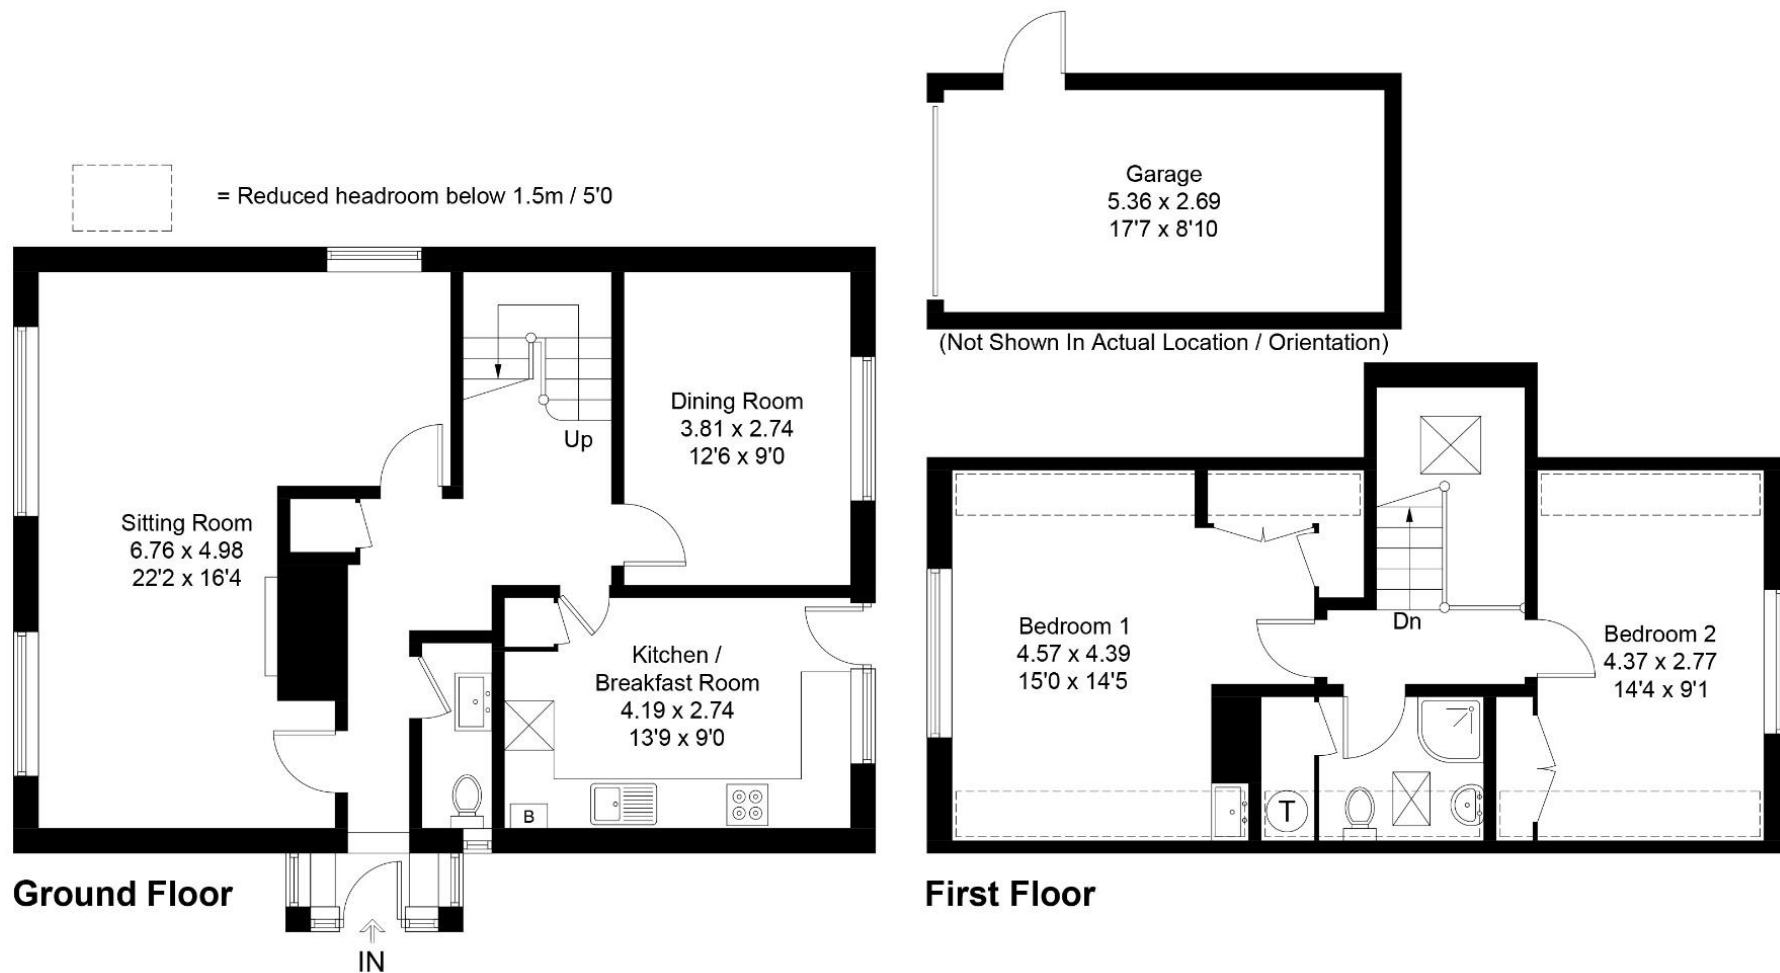 = Reduced headroom below 1.5m / 5'0
Garage
5.36 x 2.69
17'7 x 8'10
(Not Shown In Actual Location / Orientation)
Sitting Room
6.76 x 4.98
22'2 x 16'4
Up
Dining Room
3.81 x 2.74
12'6 x 9'0
Kitchen /
Breakfast Room
4.19 x 2.74
13'9 x 9'0
B
IN
Ground Floor
Bedroom 1
4.57 x 4.39
15'0 x 14'5
Dn
Bedroom 2
4.37 x 2.77
14'4 x 9'1
T
First Floor